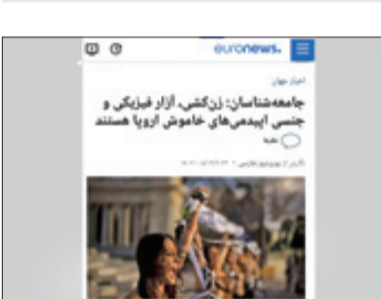 euronews.
اخبار جهان
جامعه‌شناسان: زن‌کشی، آزار فیزیکی و
جنسی اپیدمی‌های خاموش اروپا هستند